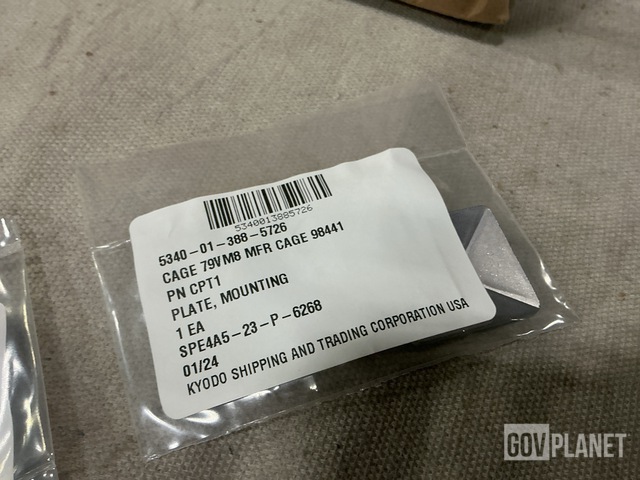 5340013885726
5340-01-388-5726
CAGE 79VM8 MFR CAGE 98441
PN CPT1
PLATE, MOUNTING
1 EA
SPE4A5-23-P-6268
01/24
KYODO SHIPPING AND TRADING CORPORATION USA
GOVPLANET